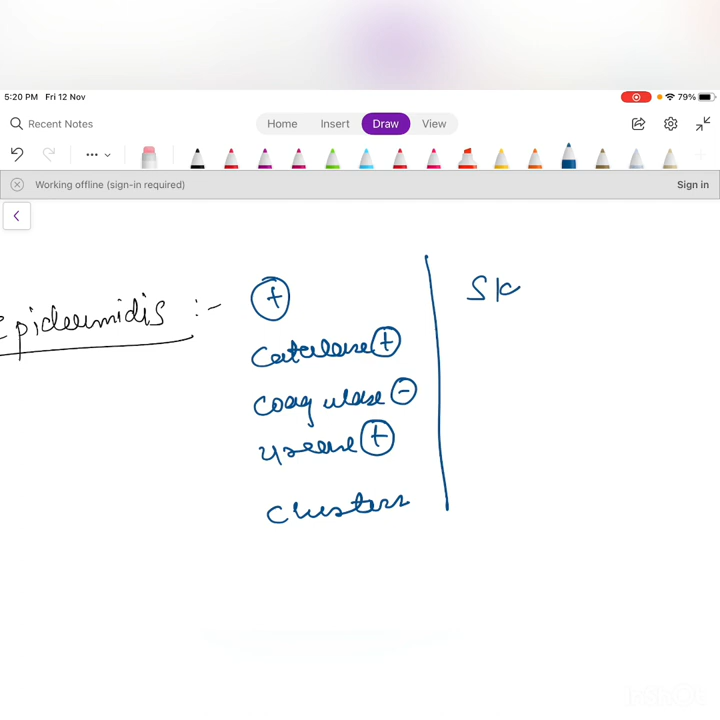 5:20 PM Fri 12 Nov
79%
Recent Notes
Home Insert Draw View
Working offline (sign-in required)
Sign in
Epideermidis :-
+
Catalase +
Coagulase -
Urease +
Clusters
SK